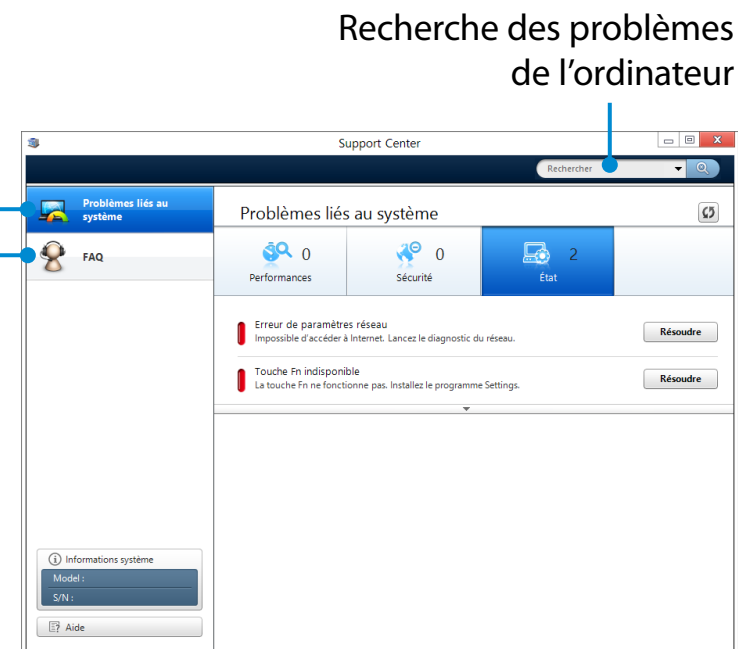 Recherche des problèmes
de l’ordinateur
Support Center
Rechercher
Problèmes liés au
système
FAQ
Problèmes liés au système
0
Performances
0
Sécurité
2
État
Erreur de paramètres réseau
Impossible d'accéder à Internet. Lancez le diagnostic du réseau.
Résoudre
Touche Fn indisponible
La touche Fn ne fonctionne pas. Installez le programme Settings.
Résoudre
Informations système
Model :
S/N :
Aide